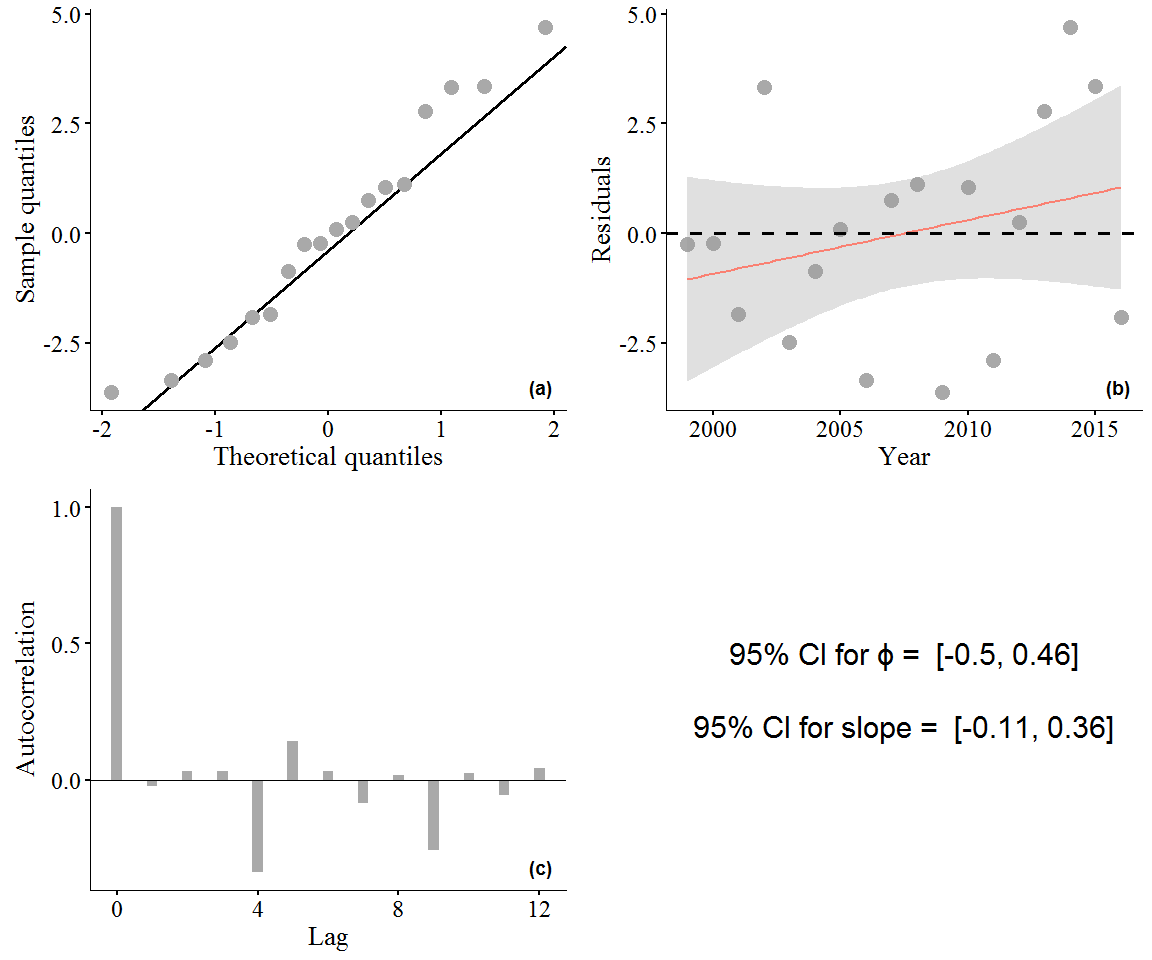 5.0
2.5
0.0
-2.5
Sample quantiles
-2 -1 0 1 2
Theoretical quantiles
(a)
5.0
2.5
0.0
-2.5
Residuals
2000 2005 2010 2015
Year
(b)
1.0
0.5
0.0
Autocorrelation
0 4 8 12
Lag
(c)
95% CI for ϕ = [-0.5, 0.46]
95% CI for slope = [-0.11, 0.36]